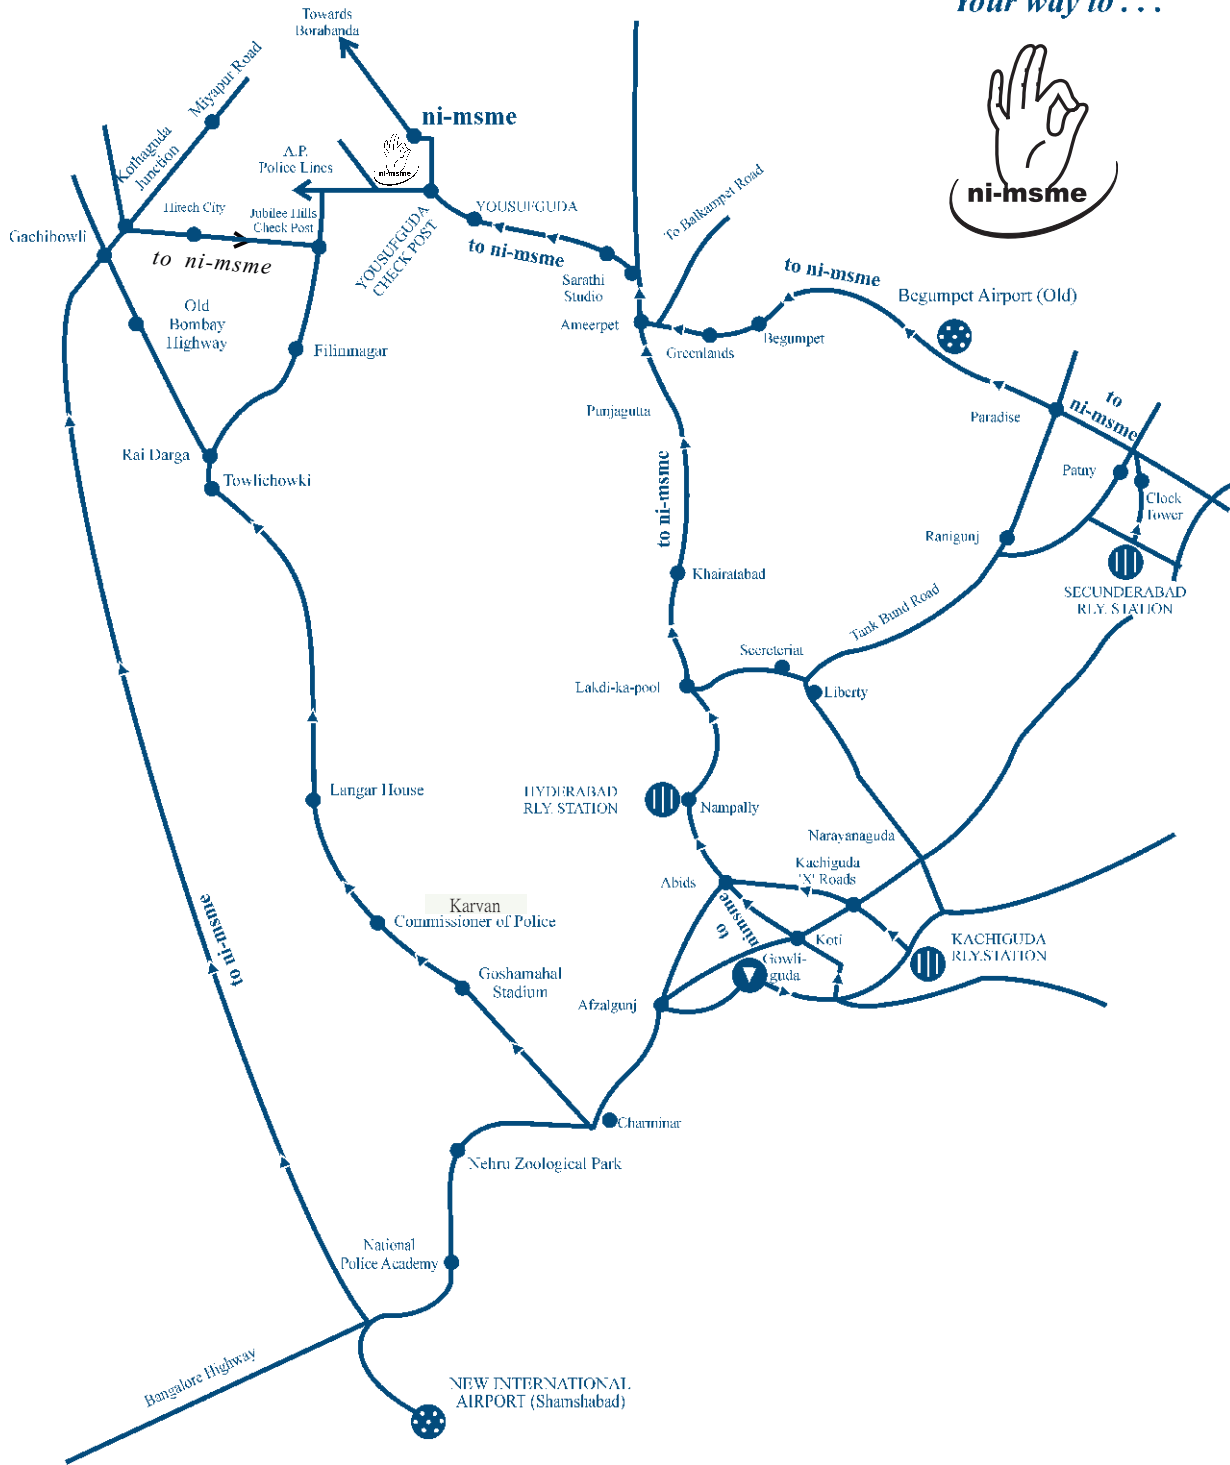 Your way to . . .
ni-msme
Towards
Borabanda
Miyapur Road
Kothaguda
Junction
ni-msme
A.P.
Police Lines
ni-msme
Hitech City
Jubilee Hills
Check Post
YOUSUFGUDA
CHECK POST
YOUSUFGUDA
To Balkampet Road
Gachibowli
to ni-msme
to ni-msme
to ni-msme
Sarathi
Studio
Begumpet Airport (Old)
Old
Bombay
Highway
Ameerpet
Greenlands
Begumpet
Filimnagar
Punjagutta
Paradise
to
ni-msme
Rai Darga
Towlichowki
Patny
Clock
Tower
to ni-msme
Ranigunj
Khairatabad
SECUNDERABAD
RLY. STATION
Tank Bund Road
Secreteriat
Lakdi-ka-pool
Liberty
Langar House
HYDERABAD
RLY. STATION
Nampally
Narayanaguda
Kachiguda
'X' Roads
Abids
to
nimsme
Karvan
Commissioner of Police
Koti
KACHIGUDA
RLY.STATION
to ni-msme
Goshamahal
Stadium
Gowli-
guda
Afzalgunj
Charminar
Nehru Zoological Park
National
Police Academy
Bangalore Highway
NEW INTERNATIONAL
AIRPORT (Shamshabad)